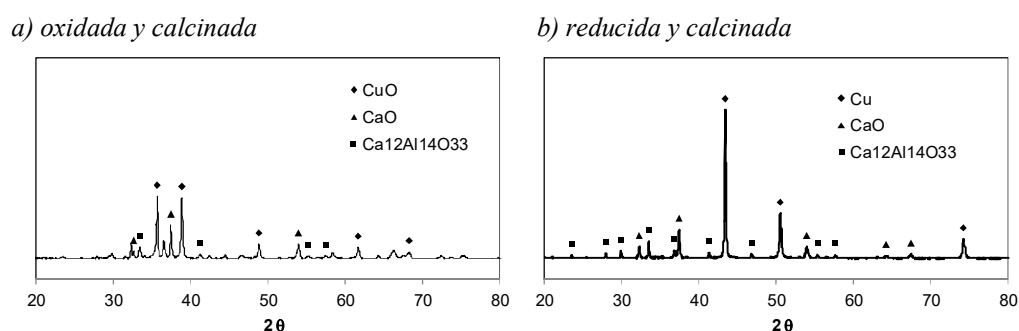 a) oxidada y calcinada
◆ CuO
▲ CaO
■ Ca12Al14O33
20 30 40 50 60 70 80
2θ
b) reducida y calcinada
◆ Cu
▲ CaO
■ Ca12Al14O33
20 30 40 50 60 70 80
2θ